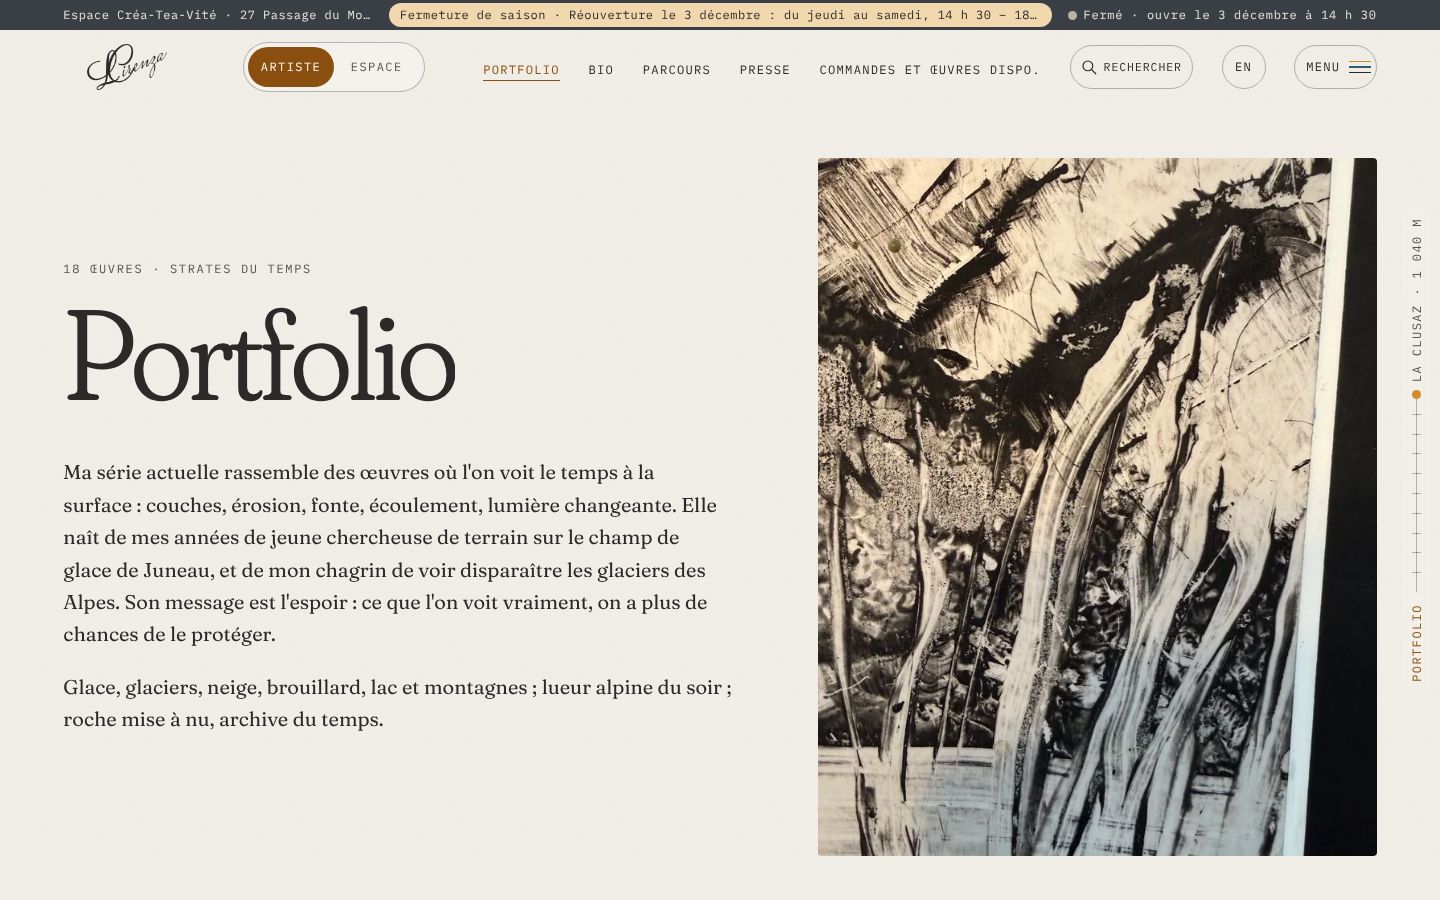 Espace Créa-Tea-Vité · 27 Passage du Mo…
Fermeture de saison · Réouverture le 3 décembre : du jeudi au samedi, 14 h 30 – 18…
Fermé · ouvre le 3 décembre à 14 h 30
Lirenza
ARTISTE
ESPACE
PORTFOLIO
BIO
PARCOURS
PRESSE
COMMANDES ET ŒUVRES DISPO.
RECHERCHER
EN
MENU
18 ŒUVRES · STRATES DU TEMPS
Portfolio
Ma série actuelle rassemble des œuvres où l'on voit le temps à la
surface : couches, érosion, fonte, écoulement, lumière changeante. Elle
naît de mes années de jeune chercheuse de terrain sur le champ de
glace de Juneau, et de mon chagrin de voir disparaître les glaciers des
Alpes. Son message est l'espoir : ce que l'on voit vraiment, on a plus de
chances de le protéger.
Glace, glaciers, neige, brouillard, lac et montagnes ; lueur alpine du soir ;
roche mise à nu, archive du temps.
LA CLUSAZ · 1 040 M
PORTFOLIO